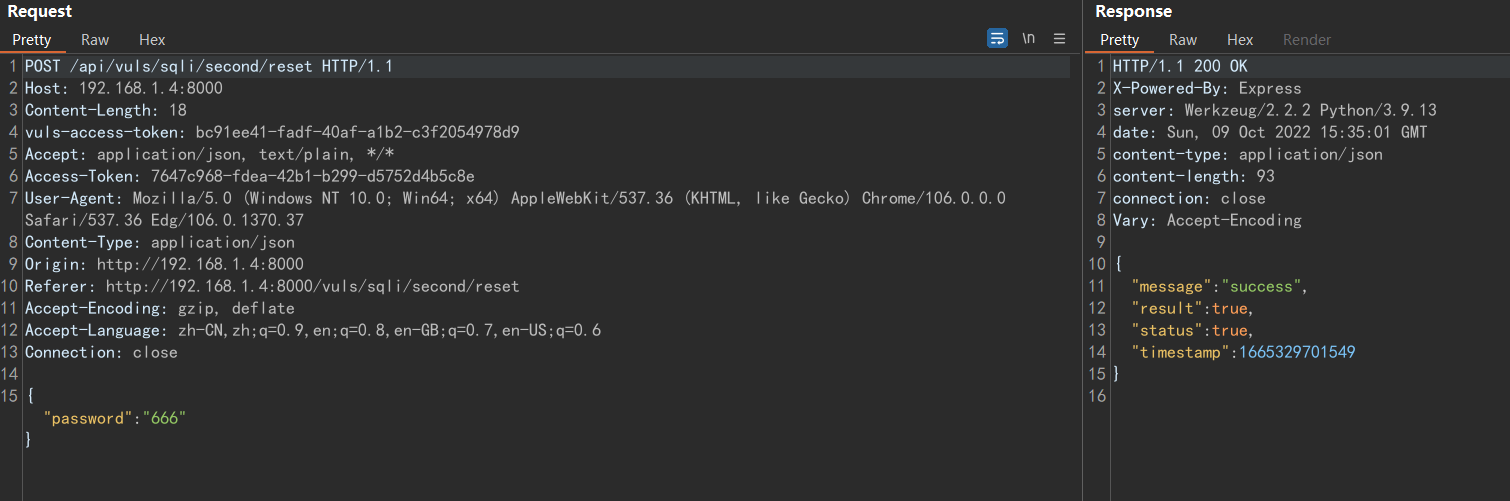 Request
Pretty Raw Hex
\n
1 POST /api/vuls/sqli/second/reset HTTP/1.1
2 Host: 192.168.1.4:8000
3 Content-Length: 18
4 vuls-access-token: bc91ee41-fadf-40af-a1b2-c3f2054978d9
5 Accept: application/json, text/plain, */*
6 Access-Token: 7647c968-fdea-42b1-b299-d5752d4b5c8e
7 User-Agent: Mozilla/5.0 (Windows NT 10.0; Win64; x64) AppleWebKit/537.36 (KHTML, like Gecko) Chrome/106.0.0.0
Safari/537.36 Edg/106.0.1370.37
8 Content-Type: application/json
9 Origin: http://192.168.1.4:8000
10 Referer: http://192.168.1.4:8000/vuls/sqli/second/reset
11 Accept-Encoding: gzip, deflate
12 Accept-Language: zh-CN,zh;q=0.9,en;q=0.8,en-GB;q=0.7,en-US;q=0.6
13 Connection: close
14
15 {
"password":"666"
}
Response
Pretty Raw Hex Render
1 HTTP/1.1 200 OK
2 X-Powered-By: Express
3 server: Werkzeug/2.2.2 Python/3.9.13
4 date: Sun, 09 Oct 2022 15:35:01 GMT
5 content-type: application/json
6 content-length: 93
7 connection: close
8 Vary: Accept-Encoding
9
10 {
11 "message":"success",
12 "result":true,
13 "status":true,
14 "timestamp":1665329701549
15 }
16